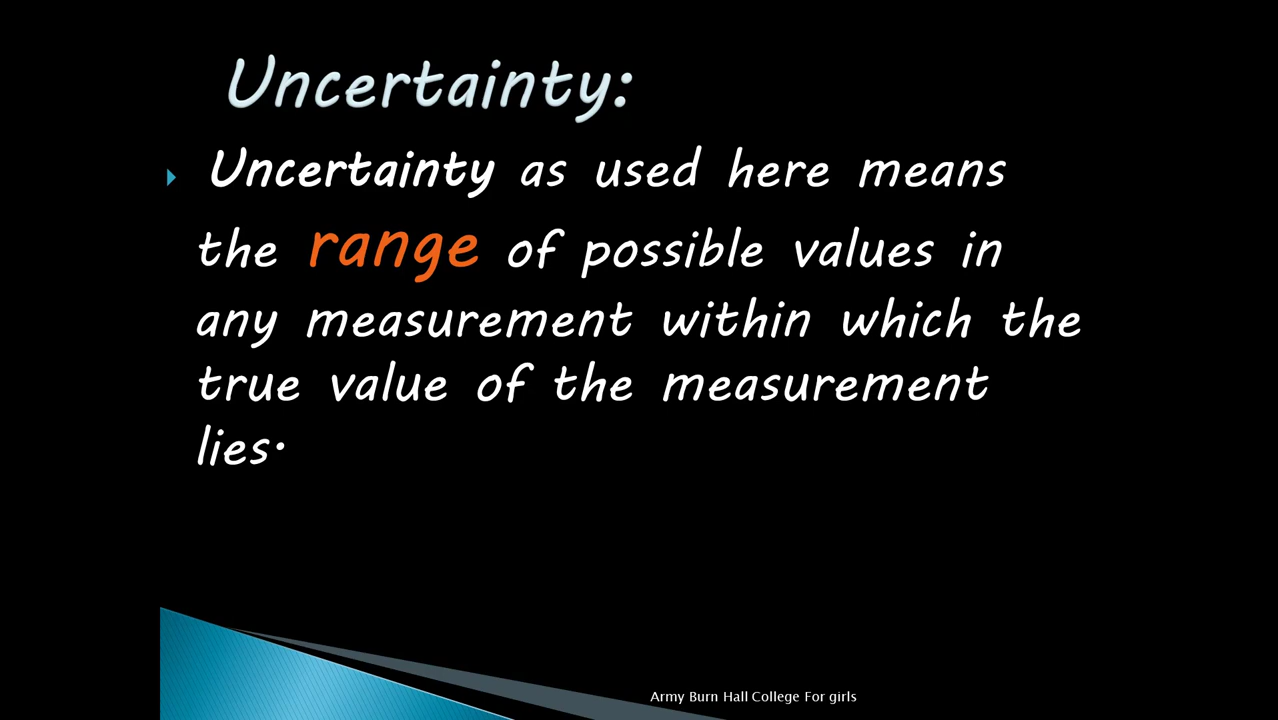 Uncertainty:
Uncertainty as used here means
the range of possible values in
any measurement within which the
true value of the measurement
lies.
Army Burn Hall College For girls